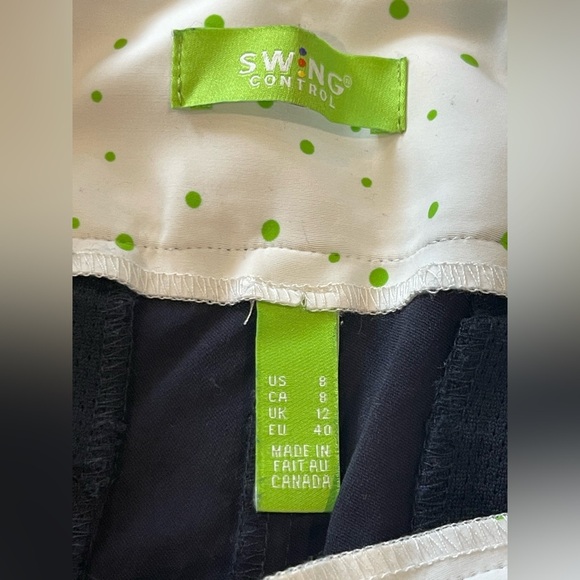 SWING®
CONTROL
US 8
CA 8
UK 12
EU 40
MADE IN
FAIT AU
CANADA